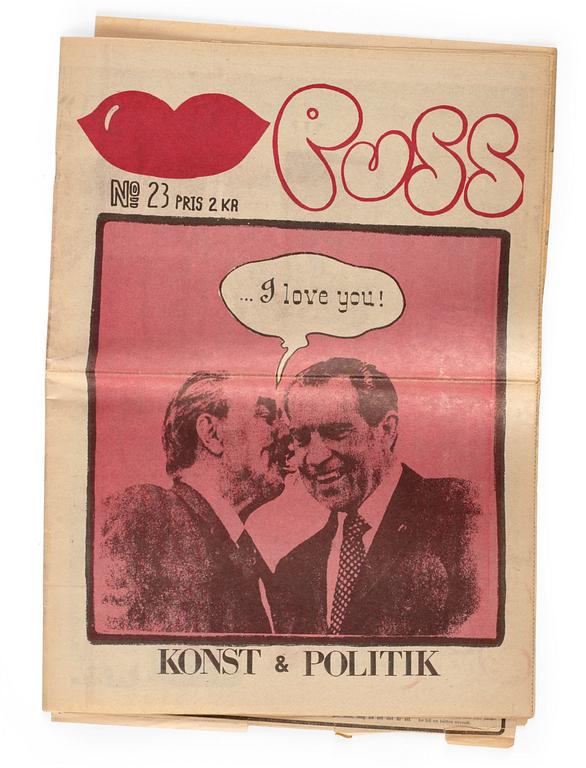 Puss
No 23 PRIS 2 KR
... I love you!
KONST & POLITIK